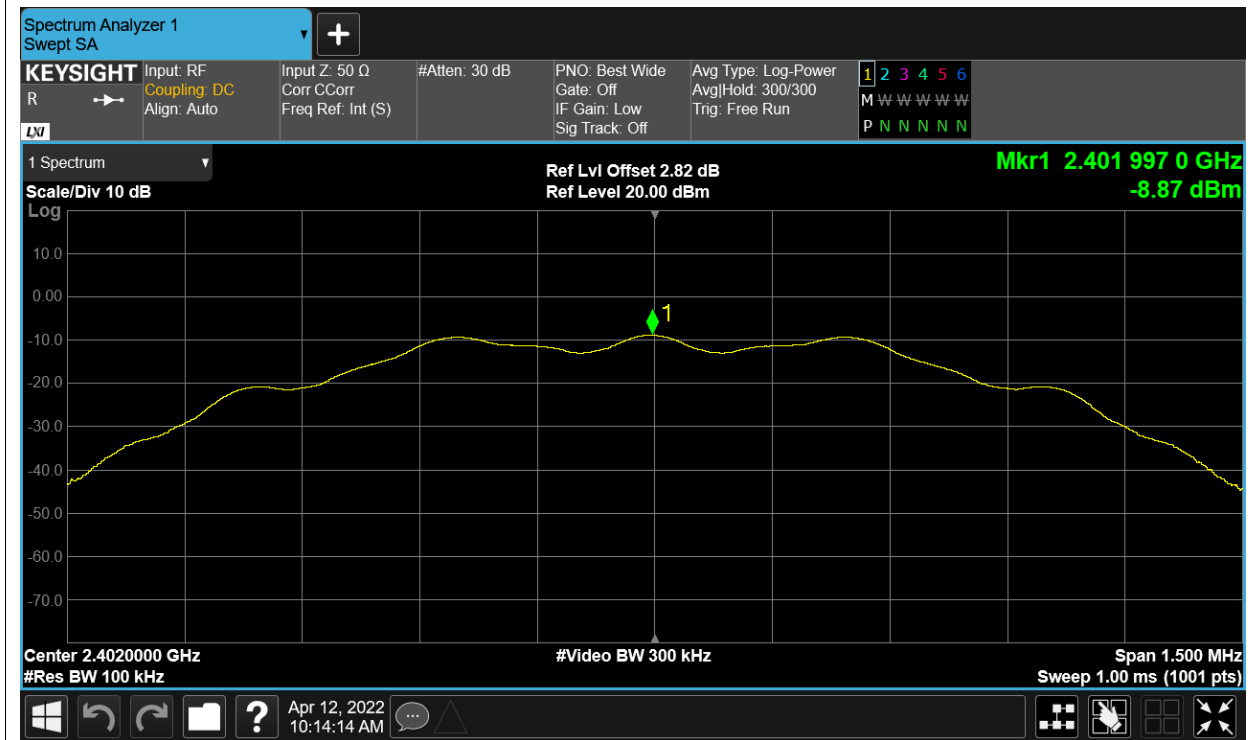 Spectrum Analyzer 1
Swept SA
+
KEYSIGHT
R
LXI
Input: RF
Coupling: DC
Align: Auto
Input Z: 50 Ω
Corr CCorr
Freq Ref: Int (S)
#Atten: 30 dB
PNO: Best Wide
Gate: Off
IF Gain: Low
Sig Track: Off
Avg Type: Log-Power
Avg|Hold: 300/300
Trig: Free Run
1 2 3 4 5 6
M W W W W W
P N N N N N
1 Spectrum
Scale/Div 10 dB
Log
Ref Lvl Offset 2.82 dB
Ref Level 20.00 dBm
Mkr1 2.401 997 0 GHz
-8.87 dBm
10.0
0.00
1
-10.0
-20.0
-30.0
-40.0
-50.0
-60.0
-70.0
Center 2.4020000 GHz
#Res BW 100 kHz
#Video BW 300 kHz
Span 1.500 MHz
Sweep 1.00 ms (1001 pts)
?
Apr 12, 2022
10:14:14 AM